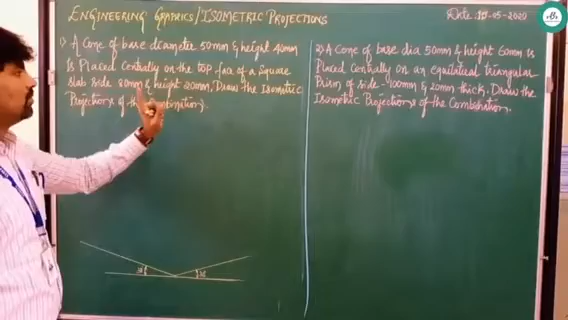 ENGINEERING GRAPHICS/ISOMETRIC PROJECTIONS
Date: 15-05-2020
1) A Cone of base diameter 50mm & height 40mm
is Placed Centrally on the top face of a Square
Slab side 80mm & height 20mm. Draw the Isometric
Projections of the Combination.
2) A Cone of base dia 50mm & height 60mm is
Placed Centrally on an equilateral triangular
Prism of side -100mm & 20mm thick. Draw the
Isometric Projections of the Combination.
30°
30°